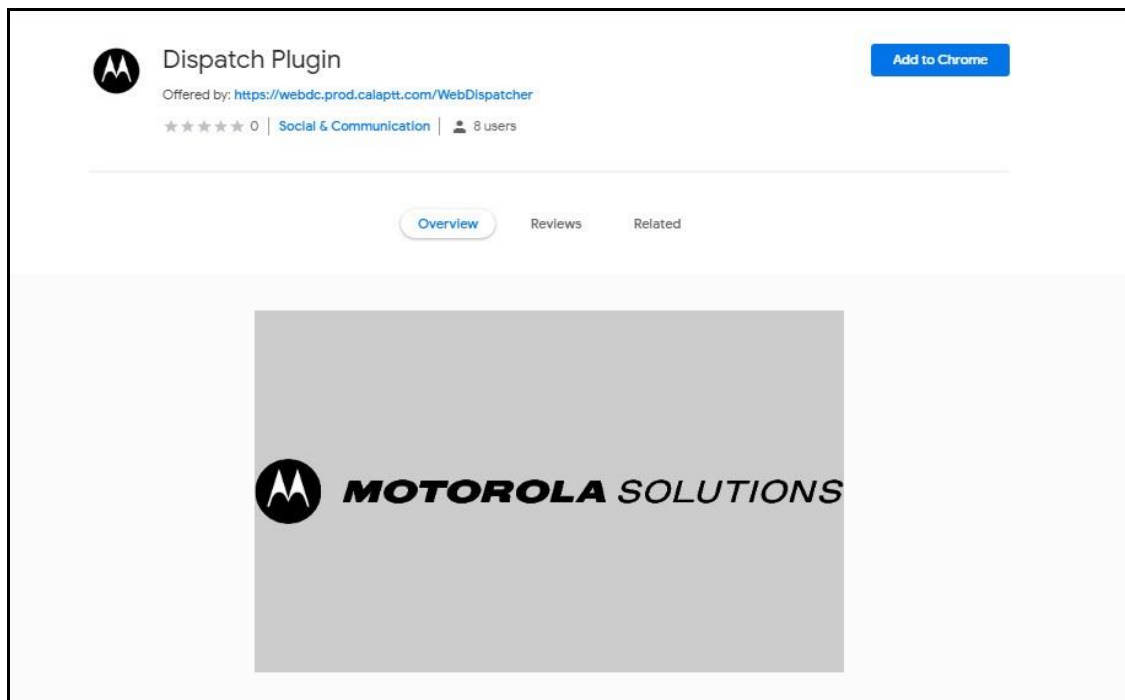 Dispatch Plugin
Add to Chrome
Offered by: https://webdc.prod.calaptt.com/WebDispatcher
0 | Social & Communication | 8 users
Overview Reviews Related
MOTOROLA SOLUTIONS